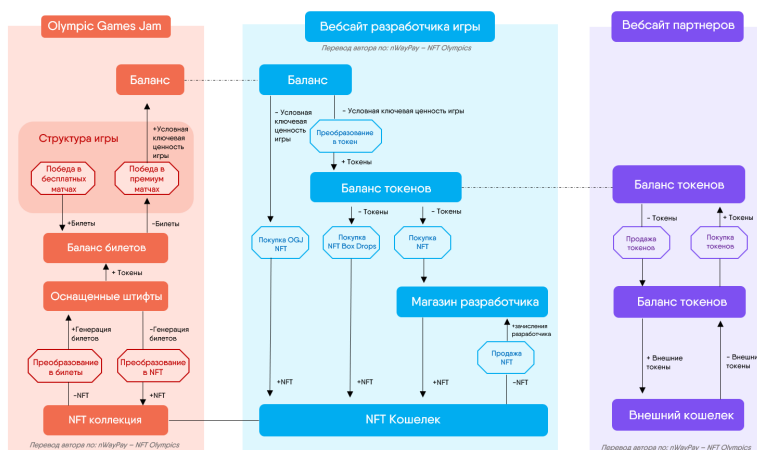 Olympic Games Jam
Баланс
+Условная
ключевая
ценность
игры
Структура игры
Победа в
бесплатных
матчах
Победа в
премиум
матчах
+Билеты
–Билеты
Баланс билетов
+ Токены
Оснащенные штифты
+Генерация
билетов
–Генерация
билетов
Преобразование
в билеты
Преобразование
в NFT
–NFT
+NFT
NFT коллекция
Перевод автора по: nWayPay – NFT Olympics
Вебсайт разработчика игры
Перевод автора по: nWayPay – NFT Olympics
Баланс
– Условная
ключевая
ценность
игры
– Условная ключевая ценность игры
Преобразование
в токен
+ Токены
Баланс токенов
– Токены
– Токены
Покупка OGJ
NFT
Покупка
NFT Box Drops
Покупка
NFT
Магазин разработчика
+зачисления
разработчика
Продажа
NFT
+NFT
+NFT
+NFT
–NFT
NFT Кошелек
Вебсайт партнеров
Баланс токенов
– Токены
+ Токены
Продажа
токенов
Покупка
токенов
Баланс токенов
+ Внешние
токены
– Внешни
токены
Внешний кошелек
Перевод автора по: nWayPay – NFT Olympics